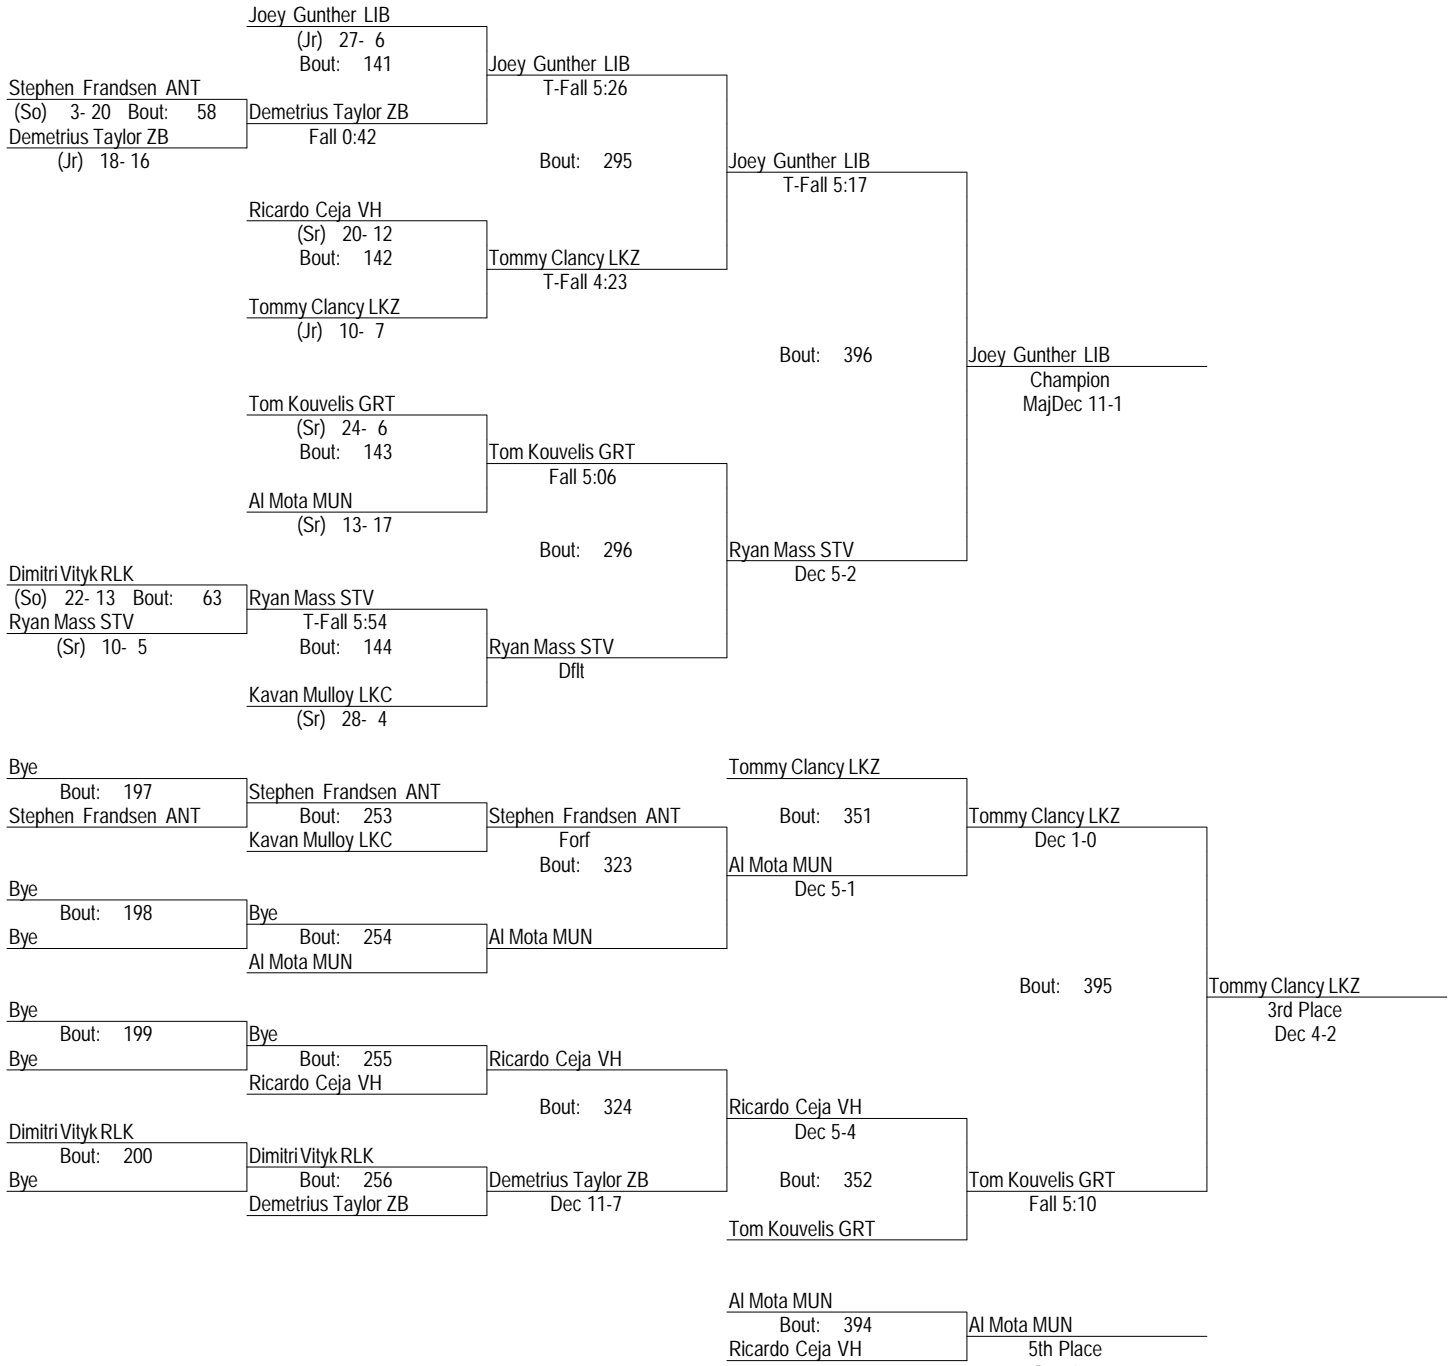 Joey Gunther LIB
(Jr) 27- 6
Bout: 141
Joey Gunther LIB
T-Fall 5:26
Stephen Frandsen ANT
(So) 3- 20 Bout: 58
Demetrius Taylor ZB
Fall 0:42
Demetrius Taylor ZB
(Jr) 18- 16
Bout: 295
Joey Gunther LIB
T-Fall 5:17
Ricardo Ceja VH
(Sr) 20- 12
Bout: 142
Tommy Clancy LKZ
T-Fall 4:23
Tommy Clancy LKZ
(Jr) 10- 7
Bout: 396
Joey Gunther LIB
Champion
MajDec 11-1
Tom Kouvelis GRT
(Sr) 24- 6
Bout: 143
Tom Kouvelis GRT
Fall 5:06
Al Mota MUN
(Sr) 13- 17
Bout: 296
Ryan Mass STV
Dec 5-2
Dimitri Vityk RLK
(So) 22- 13 Bout: 63
Ryan Mass STV
T-Fall 5:54
Ryan Mass STV
(Sr) 10- 5
Bout: 144
Ryan Mass STV
Dflt
Kavan Mulloy LKC
(Sr) 28- 4
Bye
Bout: 197
Stephen Frandsen ANT
Stephen Frandsen ANT
Bout: 253
Kavan Mulloy LKC
Stephen Frandsen ANT
Forf
Bout: 323
Tommy Clancy LKZ
Bout: 351
Al Mota MUN
Dec 5-1
Tommy Clancy LKZ
Dec 1-0
Bye
Bout: 198
Bye
Bye
Bout: 254
Al Mota MUN
Al Mota MUN
Bout: 395
Tommy Clancy LKZ
3rd Place
Dec 4-2
Bye
Bout: 199
Bye
Bye
Bout: 255
Ricardo Ceja VH
Ricardo Ceja VH
Bout: 324
Ricardo Ceja VH
Dec 5-4
Dimitri Vityk RLK
Bout: 200
Bye
Dimitri Vityk RLK
Bout: 256
Demetrius Taylor ZB
Demetrius Taylor ZB
Dec 11-7
Bout: 352
Tom Kouvelis GRT
Tom Kouvelis GRT
Fall 5:10
Al Mota MUN
Bout: 394
Ricardo Ceja VH
Al Mota MUN
5th Place